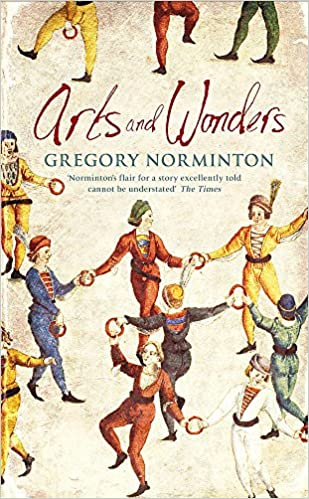 Arts and Wonders
GREGORY NORMINTON
'Norminton's flair for a story excellently told
cannot be understated' The Times